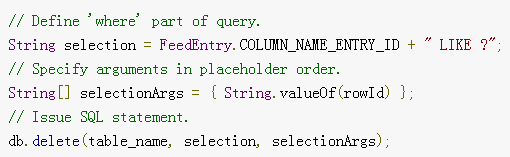 // Define 'where' part of query.
String selection = FeedEntry.COLUMN_NAME_ENTRY_ID + " LIKE ?";
// Specify arguments in placeholder order.
String[] selectionArgs = { String.valueOf(rowId) };
// Issue SQL statement.
db.delete(table_name, selection, selectionArgs);